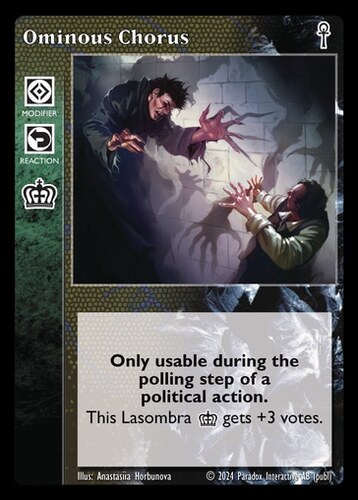 Ominous Chorus
MODIFIER
REACTION
Only usable during the
polling step of a
political action.
This Lasombra gets +3 votes.
Illus: Anastasiia Horbunova © 2024 Paradox Interactive AB (publ)